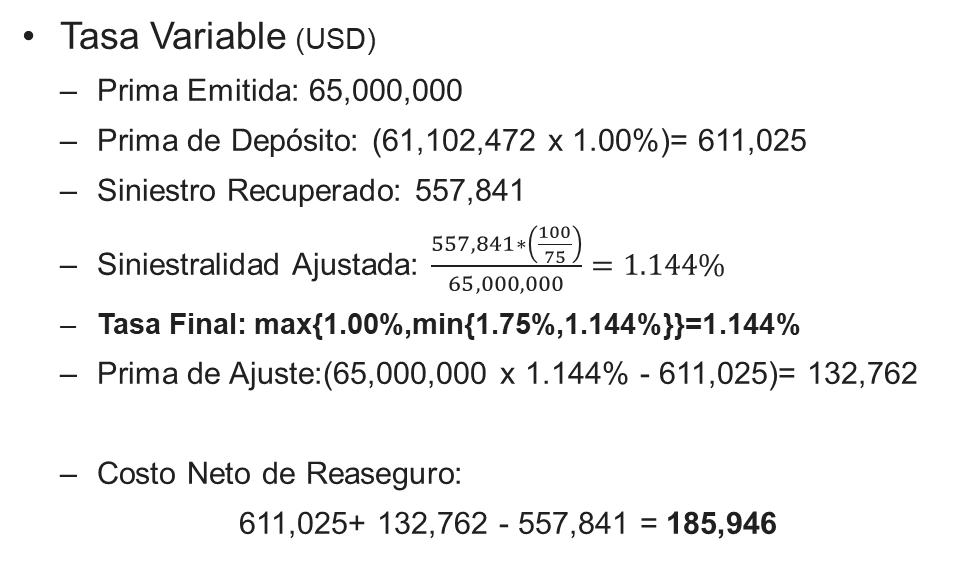 • Tasa Variable (USD)
– Prima Emitida: 65,000,000
– Prima de Depósito: (61,102,472 x 1.00%)= 611,025
– Siniestro Recuperado: 557,841
– Siniestralidad Ajustada: \frac{557,841*\left(\frac{100}{75}\right)}{65,000,000} = 1.144%
– Tasa Final: max{1.00%,min{1.75%,1.144%}}=1.144%
– Prima de Ajuste:(65,000,000 x 1.144% - 611,025)= 132,762
– Costo Neto de Reaseguro:
611,025+ 132,762 - 557,841 = 185,946